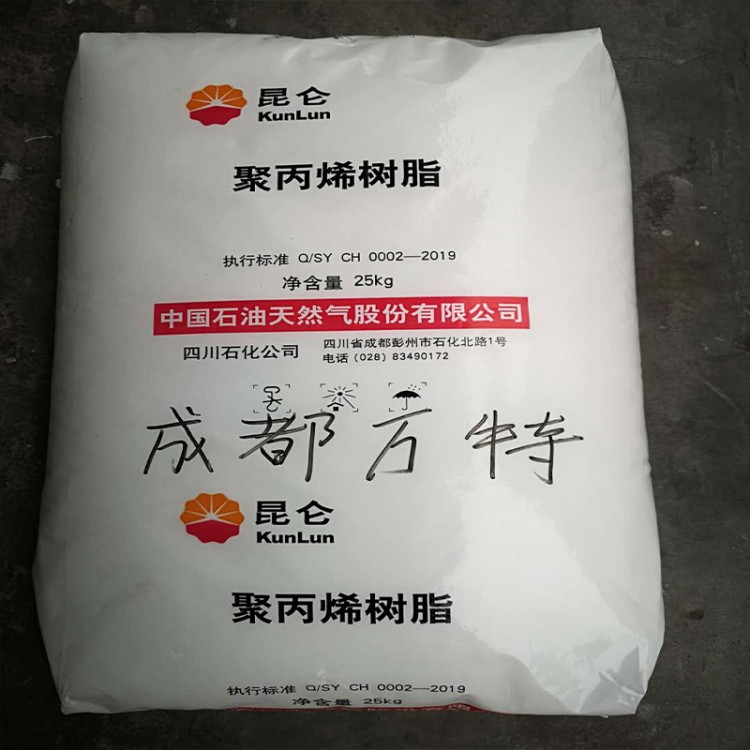 昆仑
KunLun
聚丙烯树脂
执行标准 Q/SY CH 0002—2019
净含量 25kg
中国石油天然气股份有限公司
四川石化公司
四川省成都彭州市石化北路1号
电话（028）83490172
成都方特
昆仑
KunLun
聚丙烯树脂
执行标准 Q/SY CH 0002—2019
净含量 25kg